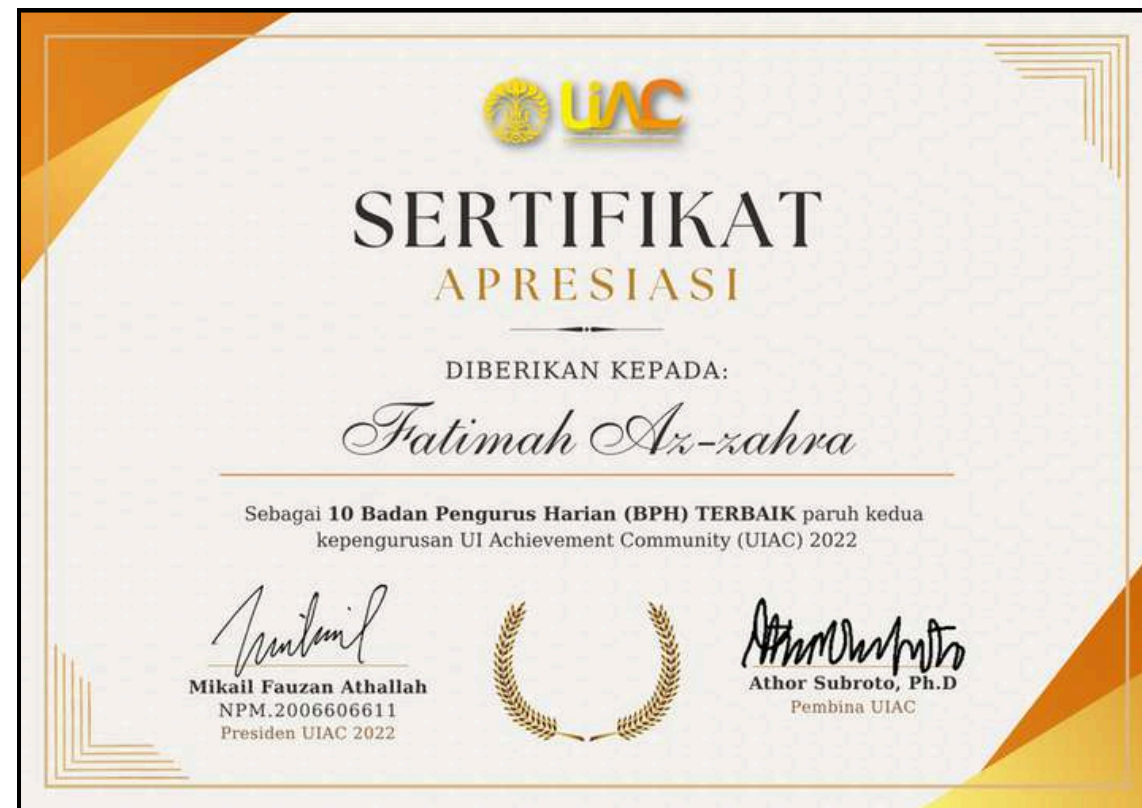 UiAC
SERTIFIKAT
APRESIASI
DIBERIKAN KEPADA:
Fatimah Az-zahra
Sebagai 10 Badan Pengurus Harian (BPH) TERBAIK paruh kedua
kepengurusan UI Achievement Community (UIAC) 2022
Mikail Fauzan Athallah
NPM.2006606611
Presiden UIAC 2022
Athor Subroto, Ph.D
Pembina UIAC